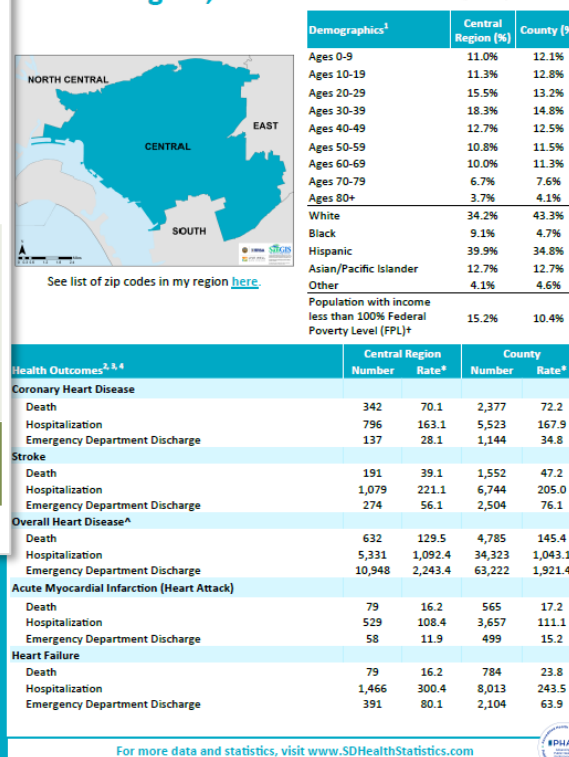 Demographics1 Central Region (%) County (%
Ages 0-9 11.0% 12.1%
Ages 10-19 11.3% 12.8%
Ages 20-29 15.5% 13.2%
Ages 30-39 18.3% 14.8%
Ages 40-49 12.7% 12.5%
Ages 50-59 10.8% 11.5%
Ages 60-69 10.0% 11.3%
Ages 70-79 6.7% 7.6%
Ages 80+ 3.7% 4.1%
White 34.2% 43.3%
Black 9.1% 4.7%
Hispanic 39.9% 34.8%
Asian/Pacific Islander 12.7% 12.7%
Other 4.1% 4.6%
Population with income
less than 100% Federal 15.2% 10.4%
Poverty Level (FPL)†
NORTH CENTRAL
EAST
CENTRAL
SOUTH
SanGIS
See list of zip codes in my region here.
Central Region County
Health Outcomes2, 3, 4 Number Rate* Number Rate*
Coronary Heart Disease
Death 342 70.1 2,377 72.2
Hospitalization 796 163.1 5,523 167.9
Emergency Department Discharge 137 28.1 1,144 34.8
Stroke
Death 191 39.1 1,552 47.2
Hospitalization 1,079 221.1 6,744 205.0
Emergency Department Discharge 274 56.1 2,504 76.1
Overall Heart Disease^
Death 632 129.5 4,785 145.4
Hospitalization 5,331 1,092.4 34,323 1,043.1
Emergency Department Discharge 10,948 2,243.4 63,222 1,921.4
Acute Myocardial Infarction (Heart Attack)
Death 79 16.2 565 17.2
Hospitalization 529 108.4 3,657 111.1
Emergency Department Discharge 58 11.9 499 15.2
Heart Failure
Death 79 16.2 784 23.8
Hospitalization 1,466 300.4 8,013 243.5
Emergency Department Discharge 391 80.1 2,104 63.9
For more data and statistics, visit www.SDHealthStatistics.com
PHA